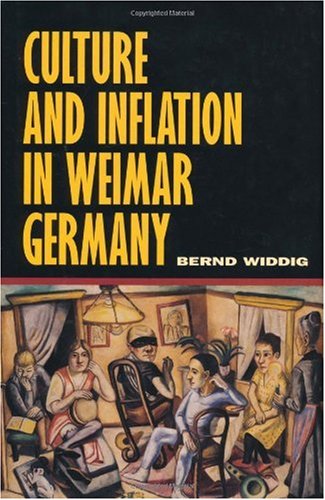 CULTURE
AND INFLATION
IN WEIMAR
GERMANY
BERND WIDDIG